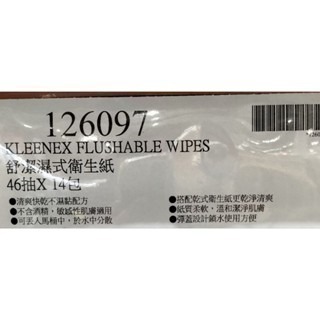 126097
KLEENEX FLUSHABLE WIPES
舒潔濕式衛生紙
46抽X 14包
●清爽快乾不濕黏配方
●不含酒精，敏感性肌膚適用
●可丟入馬桶中，於水中分散
●搭配乾式衛生紙更乾淨清爽
●紙質柔軟，溫和潔淨肌膚
●彈蓋設計鎖水使用方便